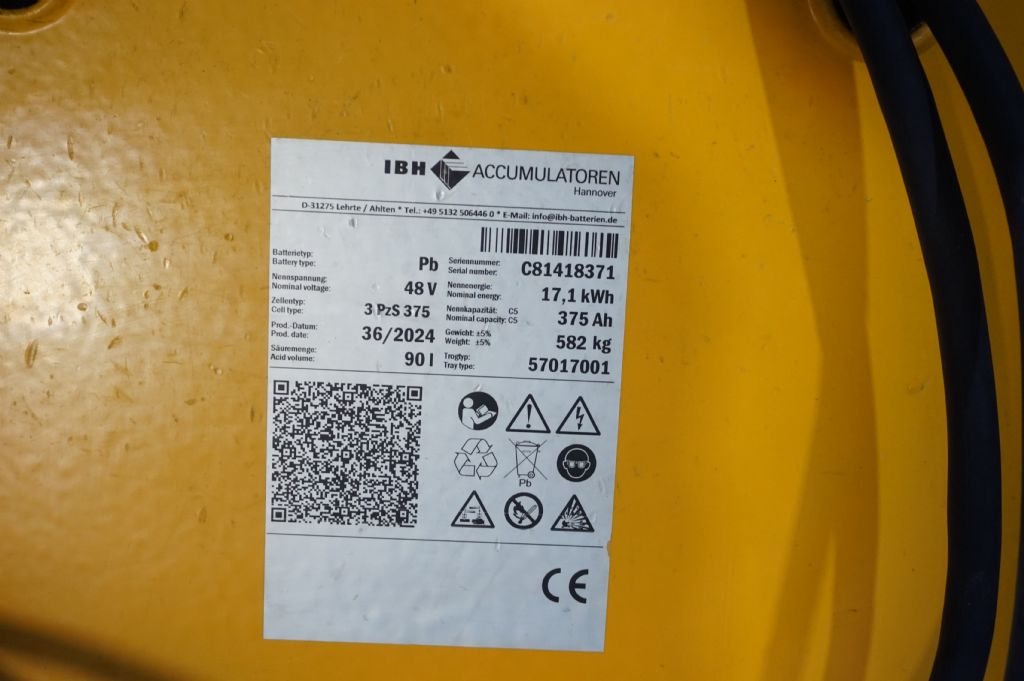 IBH ACCUMULATOREN
Hannover
D-31275 Lehrte / Ahlten * Tel.: +49 5132 506446 0 * E-Mail: info@ibh-batterien.de
Batterietyp:
Battery type: Pb
Seriennummer:
Serial number: C81418371
Nennspannung:
Nominal voltage: 48 V
Nennenergie:
Nominal energy: 17,1 kWh
Zellentyp:
Cell type: 3 PzS 375
Nennkapazität: C5
Nominal capacity: C5 375 Ah
Prod.-Datum:
Prod. date: 36/2024
Gewicht: ±5%
Weight: ±5% 582 kg
Säuremenge:
Acid volume: 90 l
Trogtyp:
Tray type: 57017001
Pb
CE